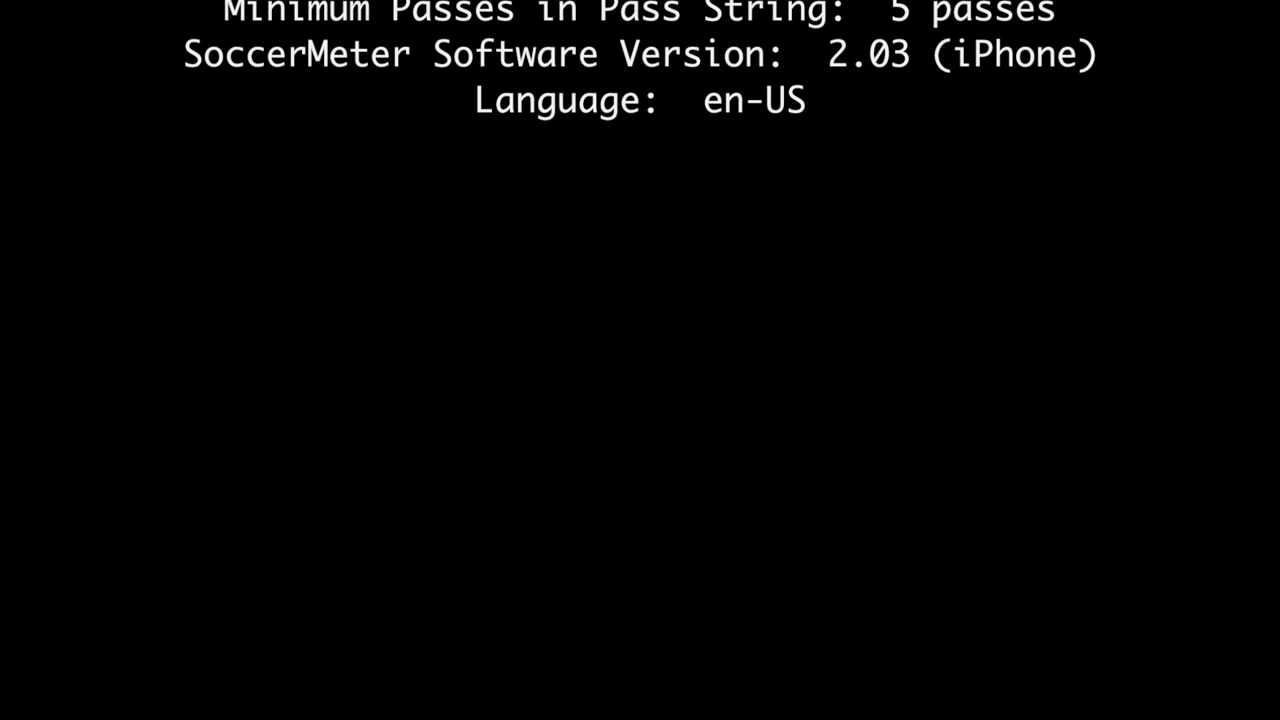 Minimum Passes in Pass String:  5 passes
SoccerMeter Software Version:  2.03 (iPhone)
Language:  en-US